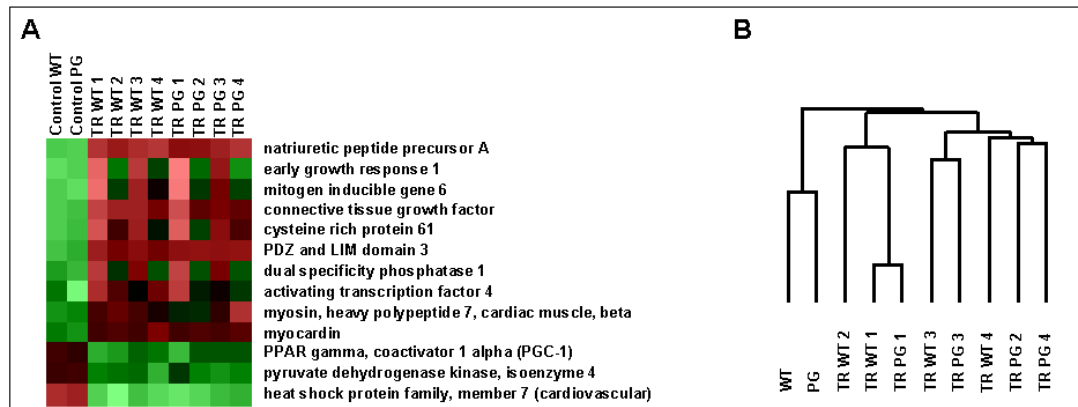 A
B
Control WT
Control PG
TR WT 1
TR WT 2
TR WT 3
TR WT 4
TR PG 1
TR PG 2
TR PG 3
TR PG 4
natriuretic peptide precursor A
early growth response 1
mitogen inducible gene 6
connective tissue growth factor
cysteine rich protein 61
PDZ and LIM domain 3
dual specificity phosphatase 1
activating transcription factor 4
myosin, heavy polypeptide 7, cardiac muscle, beta
myocardin
PPAR gamma, coactivator 1 alpha (PGC-1)
pyruvate dehydrogenase kinase, isoenzyme 4
heat shock protein family, member 7 (cardiovascular)
WT
PG
TR WT 2
TR WT 1
TR PG 1
TR WT 3
TR PG 3
TR WT 4
TR PG 2
TR PG 4